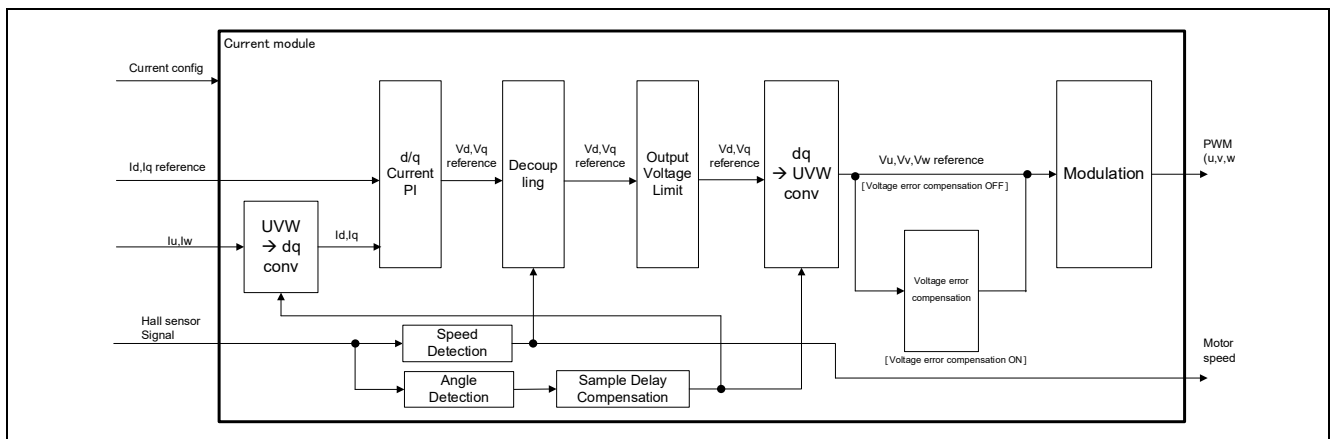 Current module
Current config
Id,Iq reference
d/q
Current
PI
Vd,Vq
reference
Decoup
ling
Vd,Vq
reference
Output
Voltage
Limit
Vd,Vq
reference
dq
→ UVW
conv
Vu,Vv,Vw reference
[ Voltage error compensation OFF]
Modulation
PWM
(u,v,w
Iu,Iw
UVW
→ dq
conv
Id,Iq
Voltage error
compensation
[ Voltage error compensation ON]
Hall sensor
Signal
Speed
Detection
Motor
speed
Angle
Detection
Sample Delay
Compensation